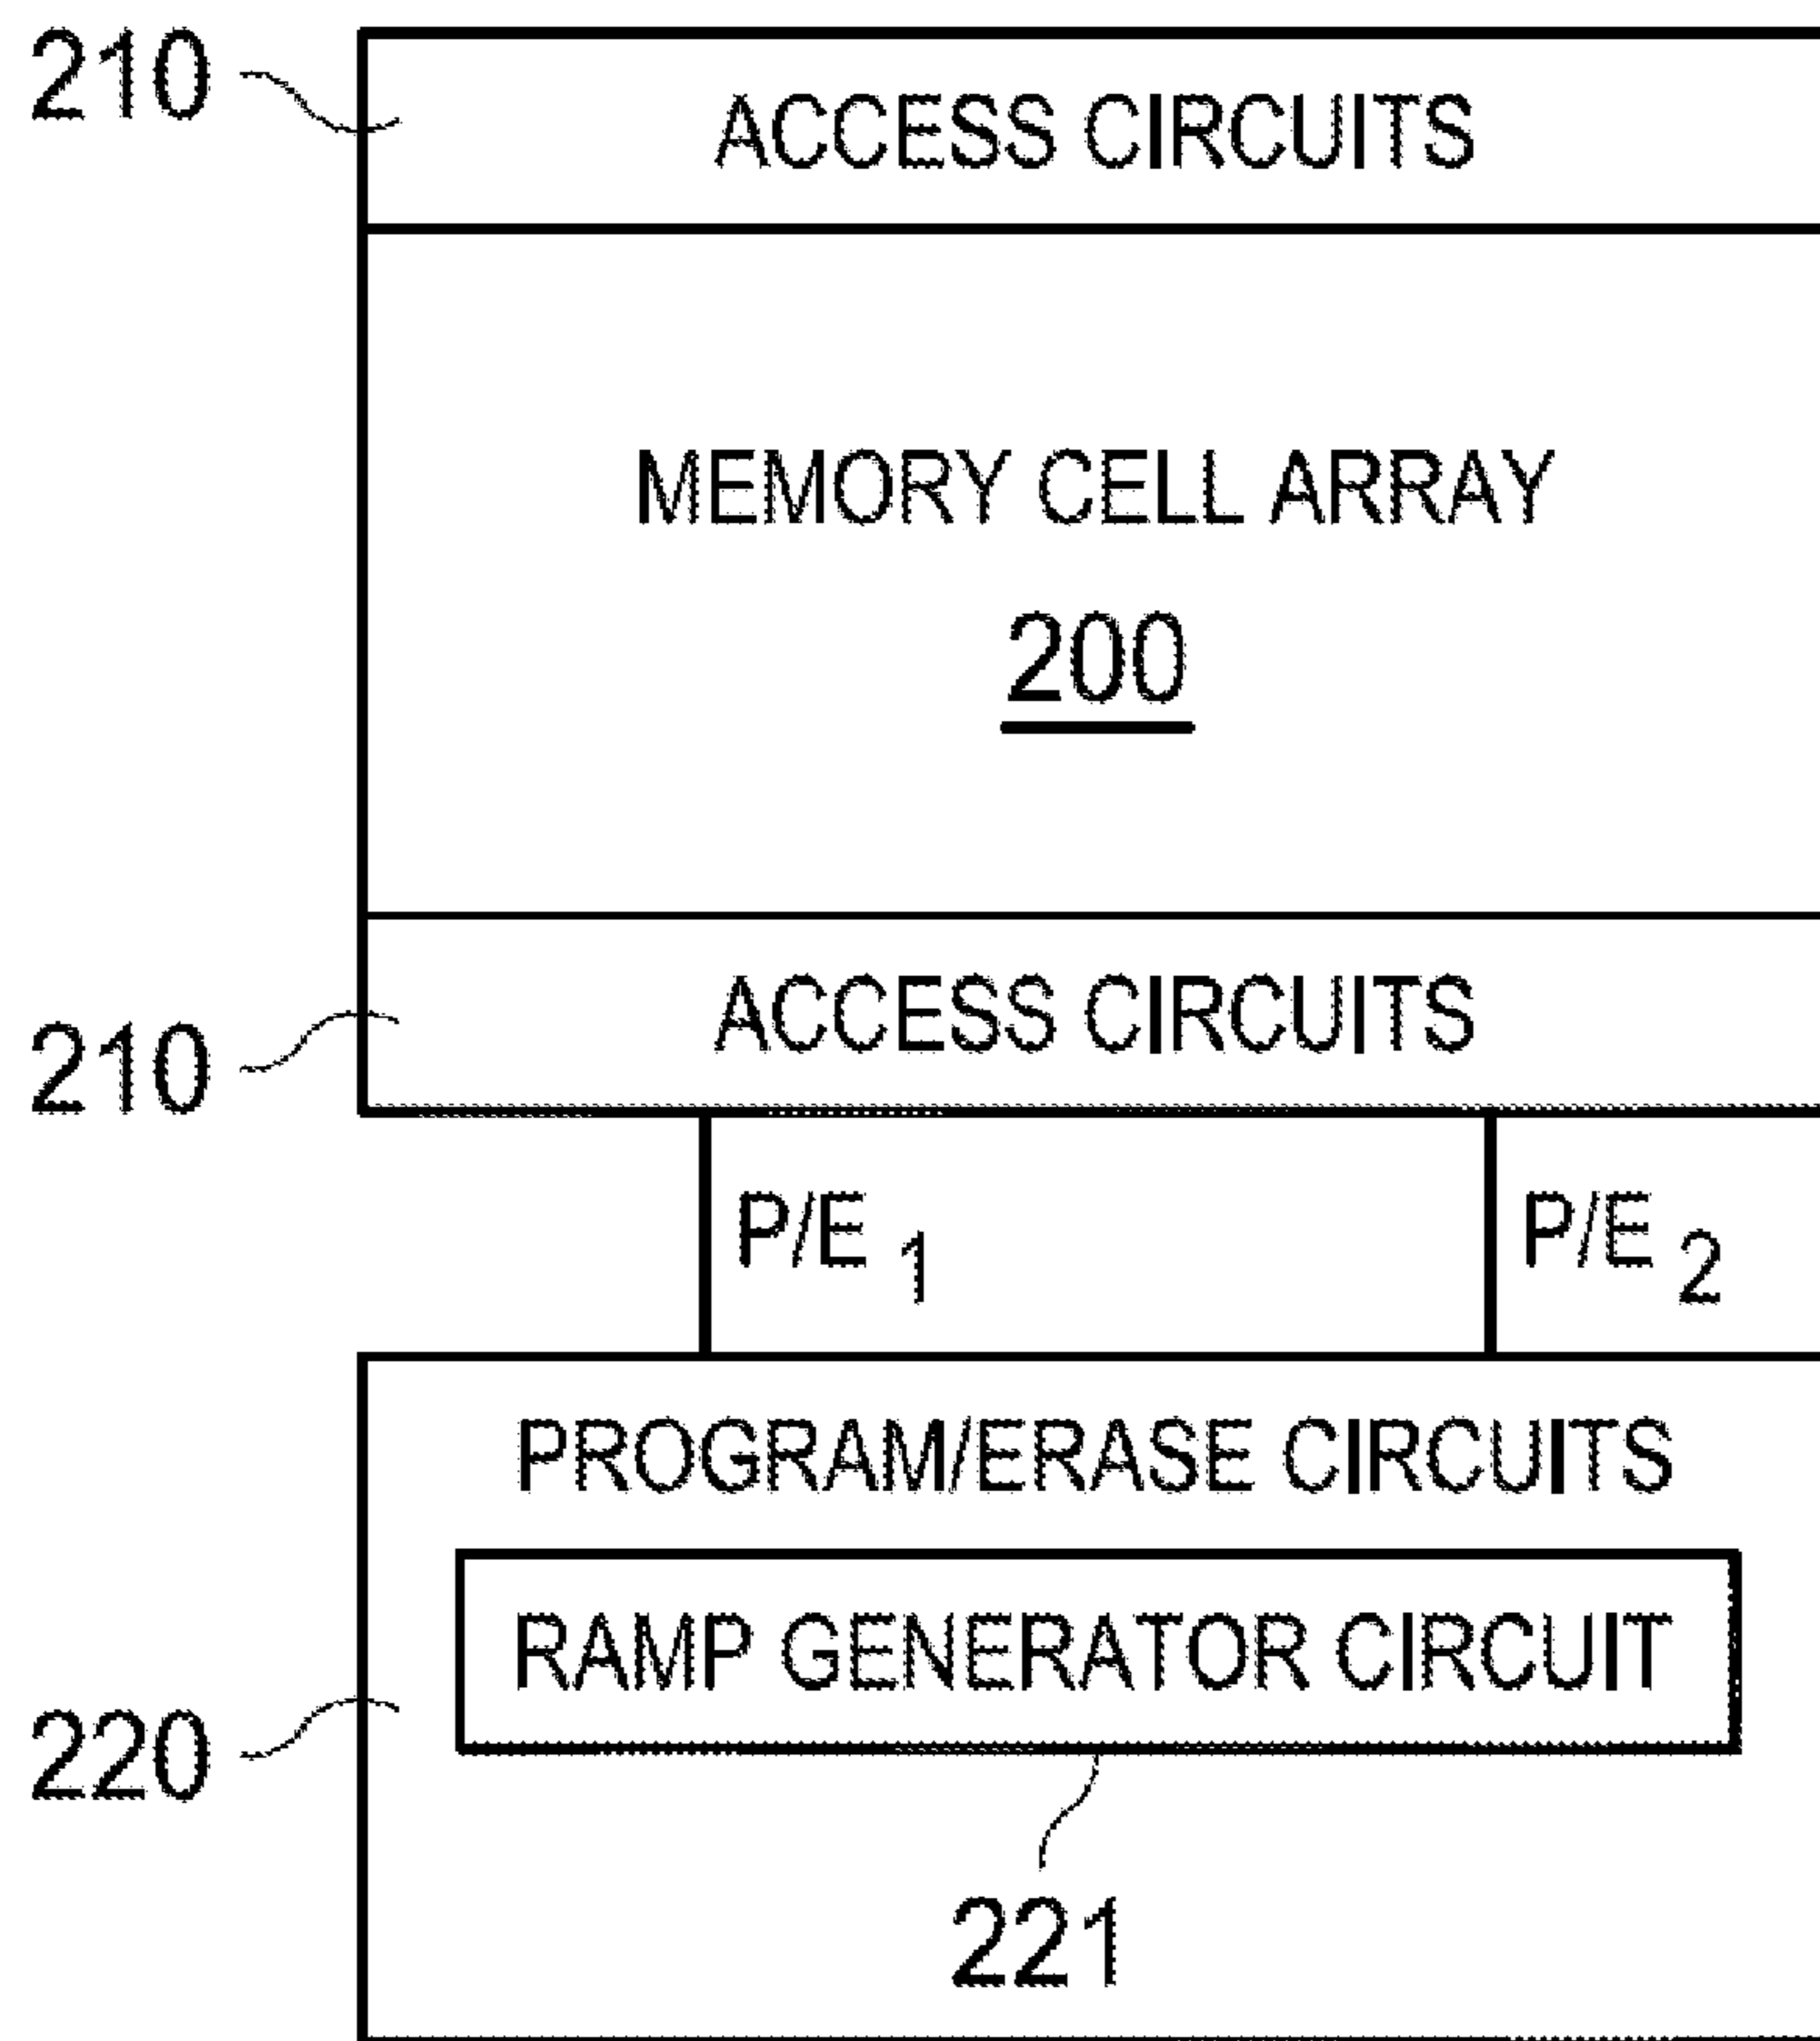 210
ACCESS CIRCUITS
MEMORY CELL ARRAY
200
ACCESS CIRCUITS
210
P/E 1
P/E 2
PROGRAM/ERASE CIRCUITS
RAMP GENERATOR CIRCUIT
220
221